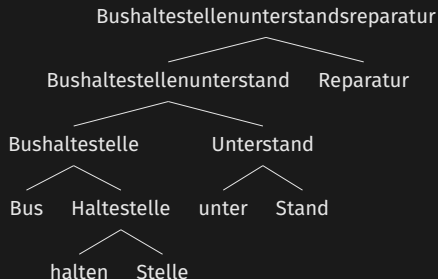 Bushaltestellenunterstandsreparatur
Bushaltestellenunterstand Reparatur
Bushaltestelle Unterstand
Bus Haltestelle unter Stand
halten Stelle